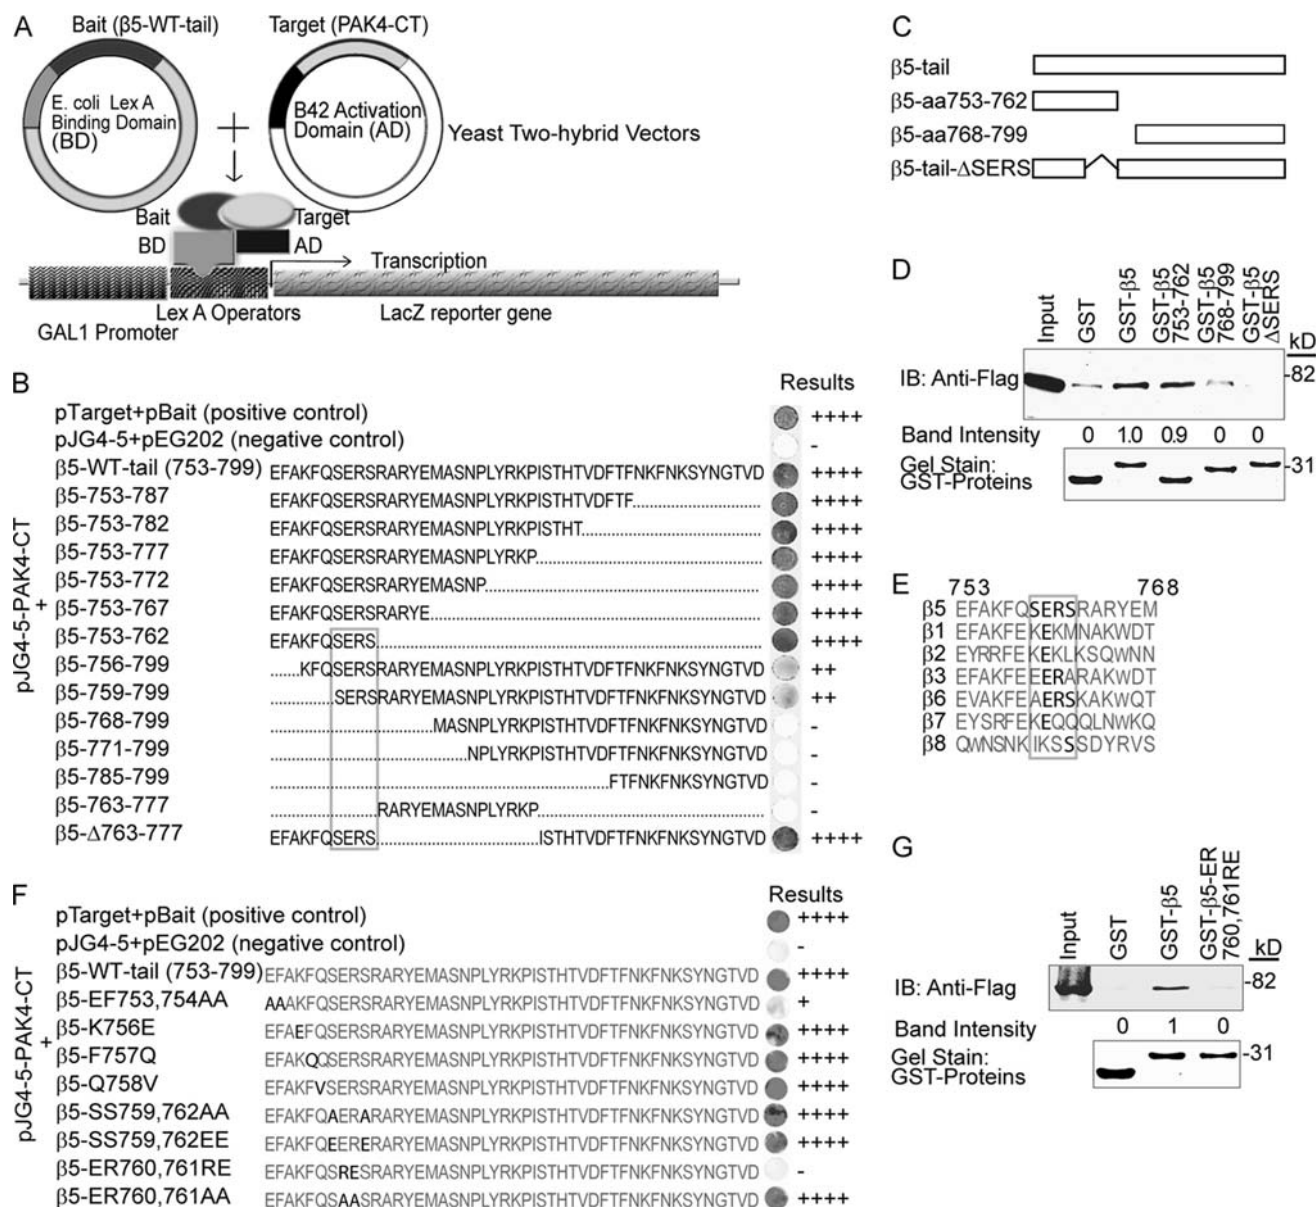 A
Bait (β5-WT-tail)
Target (PAK4-CT)
E. coli Lex A
Binding Domain
(BD)
B42 Activation
Domain (AD)
Yeast Two-hybrid Vectors
Bait
Target
BD
AD
Transcription
Lex A Operators
LacZ reporter gene
GAL1 Promoter
B
Results
pTarget+pBait (positive control) ++++
pJG4-5+pEG202 (negative control) -
pJG4-5-PAK4-CT
+
β5-WT-tail (753-799) EFAKFQSERSRARYEMASNPLYRKPISTHTVDFTFNKFNKSYNGTVD ++++
β5-753-787 EFAKFQSERSRARYEMASNPLYRKPISTHTVDFTF............ ++++
β5-753-782 EFAKFQSERSRARYEMASNPLYRKPISTHT................. ++++
β5-753-777 EFAKFQSERSRARYEMASNPLYRKP...................... ++++
β5-753-772 EFAKFQSERSRARYEMASNP........................... ++++
β5-753-767 EFAKFQSERSRARYE................................ ++++
β5-753-762 EFAKFQSERS..................................... ++++
β5-756-799 ......KFQSERSRARYEMASNPLYRKPISTHTVDFTFNKFNKSYNGTVD ++
β5-759-799 ............SERSRARYEMASNPLYRKPISTHTVDFTFNKFNKSYNGTVD ++
β5-768-799 ...............................MASNPLYRKPISTHTVDFTFNKFNKSYNGTVD -
β5-771-799 .....................................NPLYRKPISTHTVDFTFNKFNKSYNGTVD -
β5-785-799 ................................................................FTFNKFNKSYNGTVD -
β5-763-777 ....................RARYEMASNPLYRKP........................... -
β5-Δ763-777 EFAKFQSERS..............................ISTHTVDFTFNKFNKSYNGTVD ++++
C
β5-tail
β5-aa753-762
β5-aa768-799
β5-tail-ΔSERS
D
Input
GST
GST-β5
GST-β5 753-762
GST-β5 768-799
GST-β5 ΔSERS
kD
IB: Anti-Flag
-82
Band Intensity 0 1.0 0.9 0 0
Gel Stain:
GST-Proteins
-31
E
753 768
β5 EFAKFQSERSRARYEM
β1 EFAKFEKEKMNAKWDT
β2 EYRRFEKEKLKSQWNN
β3 EFAKFEEERARAKWDT
β6 EVAKFEAERSKAKWQT
β7 EYSRFEKEQQQLNWKQ
β8 QWNSNKIKSSSDYRVS
F
Results
pTarget+pBait (positive control) ++++
pJG4-5+pEG202 (negative control) -
pJG4-5-PAK4-CT
+
β5-WT-tail (753-799) EFAKFQSERSRARYEMASNPLYRKPISTHTVDFTFNKFNKSYNGTVD ++++
β5-EF753,754AA AAAKFQSERSRARYEMASNPLYRKPISTHTVDFTFNKFNKSYNGTVD +
β5-K756E EFAEFQSERSRARYEMASNPLYRKPISTHTVDFTFNKFNKSYNGTVD ++++
β5-F757Q EFAKQQSERSRARYEMASNPLYRKPISTHTVDFTFNKFNKSYNGTVD ++++
β5-Q758V EFAKFVSERSRARYEMASNPLYRKPISTHTVDFTFNKFNKSYNGTVD ++++
β5-SS759,762AA EFAKFQAERARARYEMASNPLYRKPISTHTVDFTFNKFNKSYNGTVD ++++
β5-SS759,762EE EFAKFQEERERARYEMASNPLYRKPISTHTVDFTFNKFNKSYNGTVD ++++
β5-ER760,761RE EFAKFQSRESRARYEMASNPLYRKPISTHTVDFTFNKFNKSYNGTVD -
β5-ER760,761AA EFAKFQSAASRARYEMASNPLYRKPISTHTVDFTFNKFNKSYNGTVD ++++
G
Input
GST
GST-β5
GST-β5-ER 760,761RE
kD
IB: Anti-Flag
-82
Band Intensity 0 1 0
Gel Stain:
GST-Proteins
-31